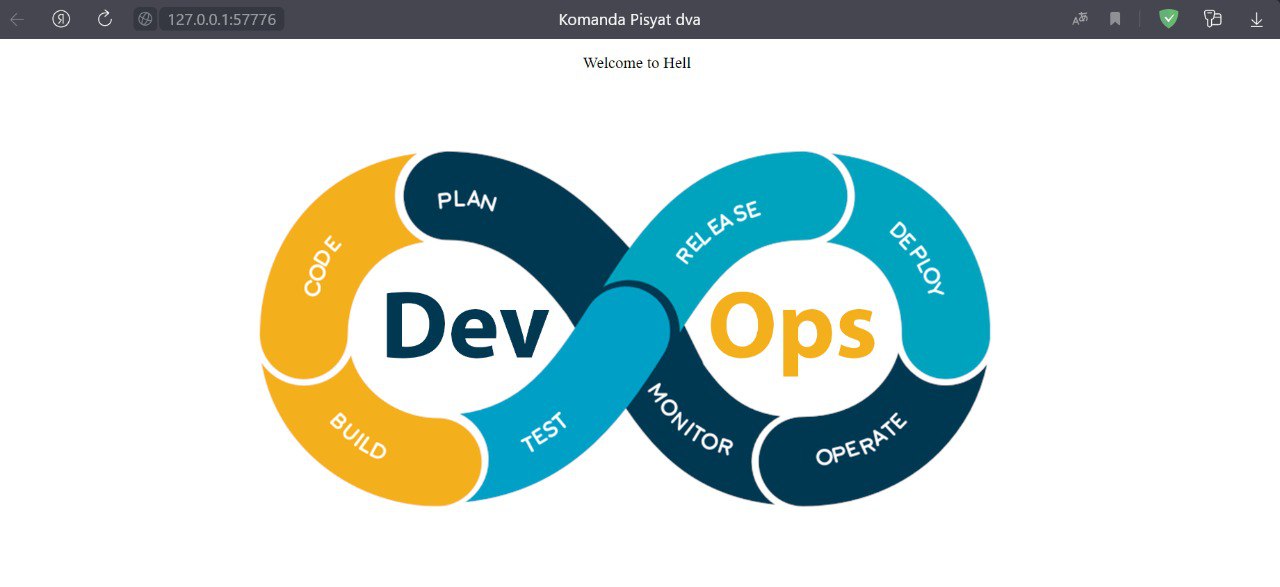 127.0.0.1:57776
Komanda Pisyat dva
Welcome to Hell
PLAN
RELEASE
CODE
DEPLOY
Dev
Ops
BUILD
TEST
MONITOR
OPERATE